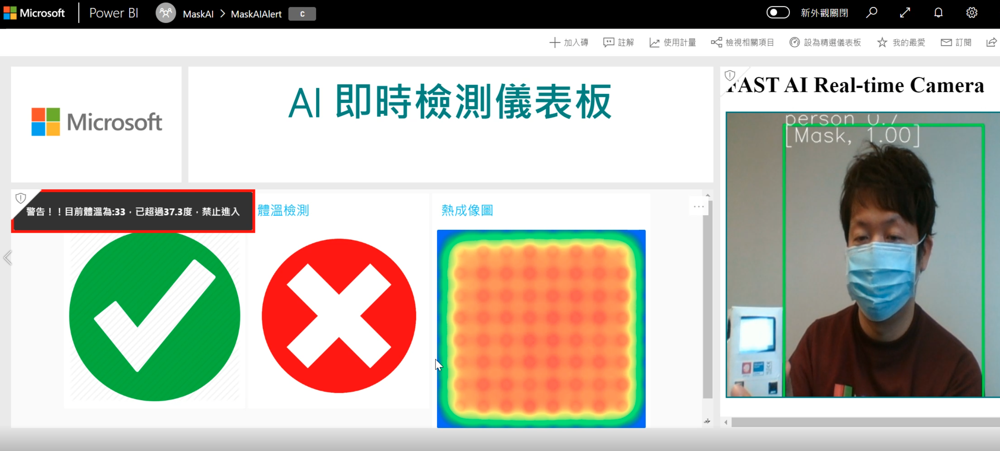 Microsoft
Power BI
MaskAI > MaskAIAlert
C
新外觀關閉
加入磚
註解
使用計量
檢視相關項目
設為精選儀表板
我的最愛
訂閱
Microsoft
AI 即時檢測儀表板
FAST AI Real-time Camera
person 0.7
[Mask, 1.00]
警告！！目前體溫為:33，已超過37.3度，禁止進入
體溫檢測
熱成像圖